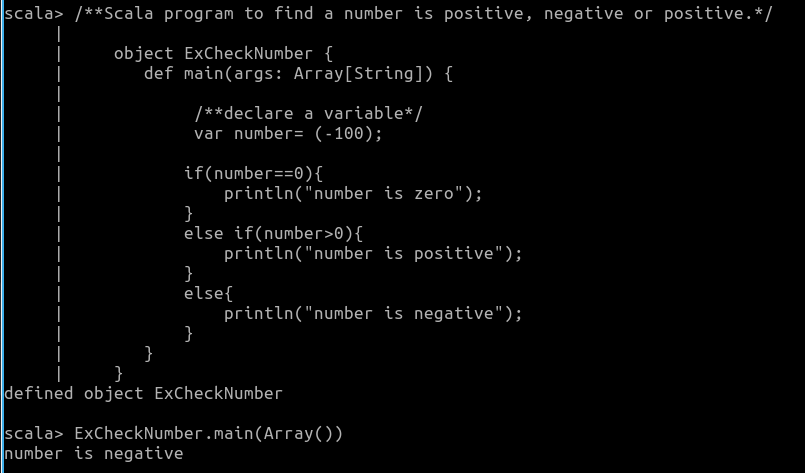 scala> /**Scala program to find a number is positive, negative or positive.*/
     |
     |     object ExCheckNumber {
     |        def main(args: Array[String]) {
     |
     |             /**declare a variable*/
     |             var number= (-100);
     |
     |            if(number==0){
     |                println("number is zero");
     |            }
     |            else if(number>0){
     |                println("number is positive");
     |            }
     |            else{
     |                println("number is negative");
     |            }
     |        }
     |     }
defined object ExCheckNumber

scala> ExCheckNumber.main(Array())
number is negative